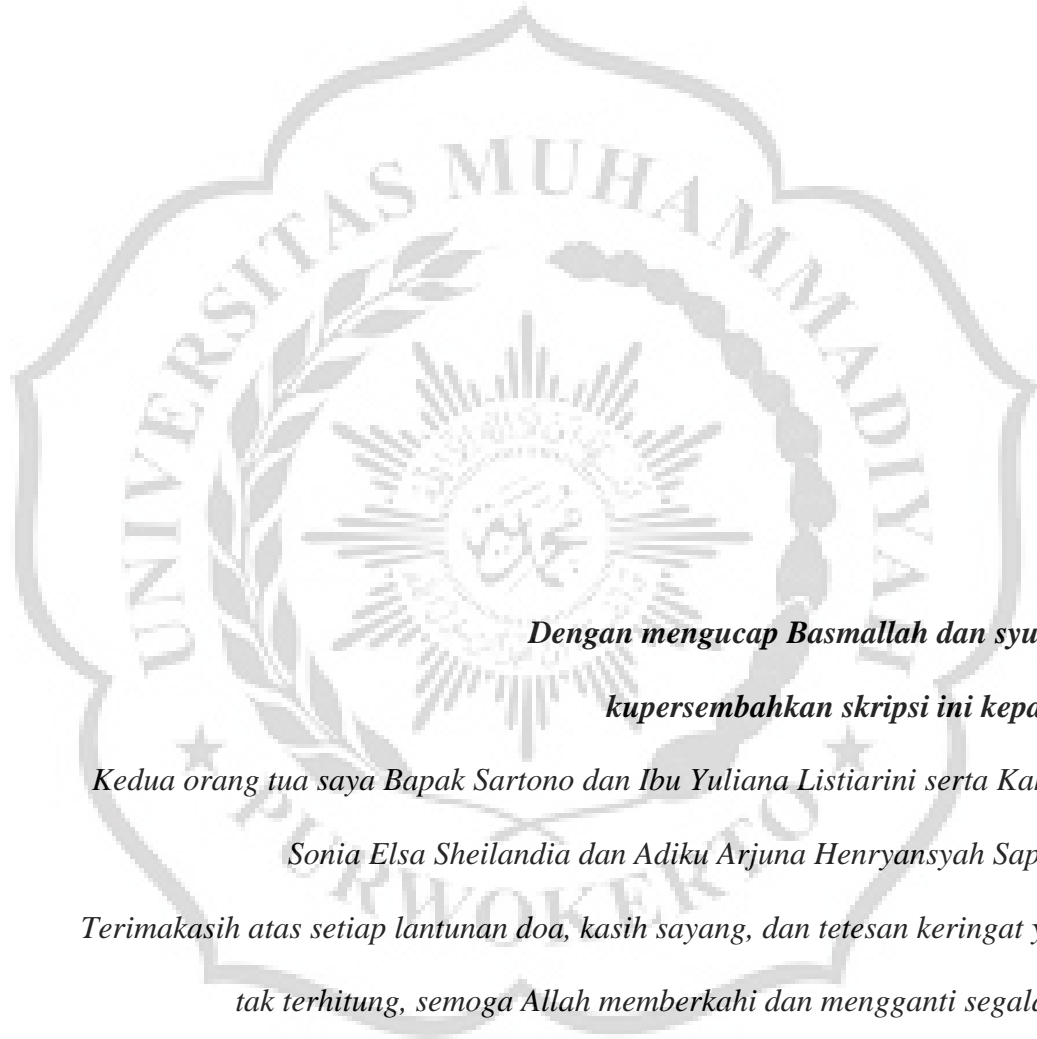 UNIVERSITAS MUHAMMADIYAH
PURWOKERTO
Dengan mengucap Basmallah dan syu
kupersembahkan skripsi ini kepa
Kedua orang tua saya Bapak Sartono dan Ibu Yuliana Listiarini serta Kak
Sonia Elsa Sheilandia dan Adiku Arjuna Henryansyah Sap
Terimakasih atas setiap lantunan doa, kasih sayang, dan tetesan keringat y
tak terhitung, semoga Allah memberkahi dan mengganti segala